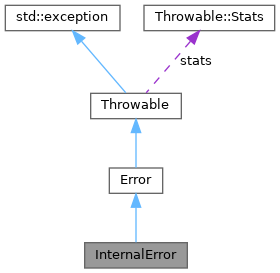 std::exception
Throwable::Stats
stats
Throwable
Error
InternalError